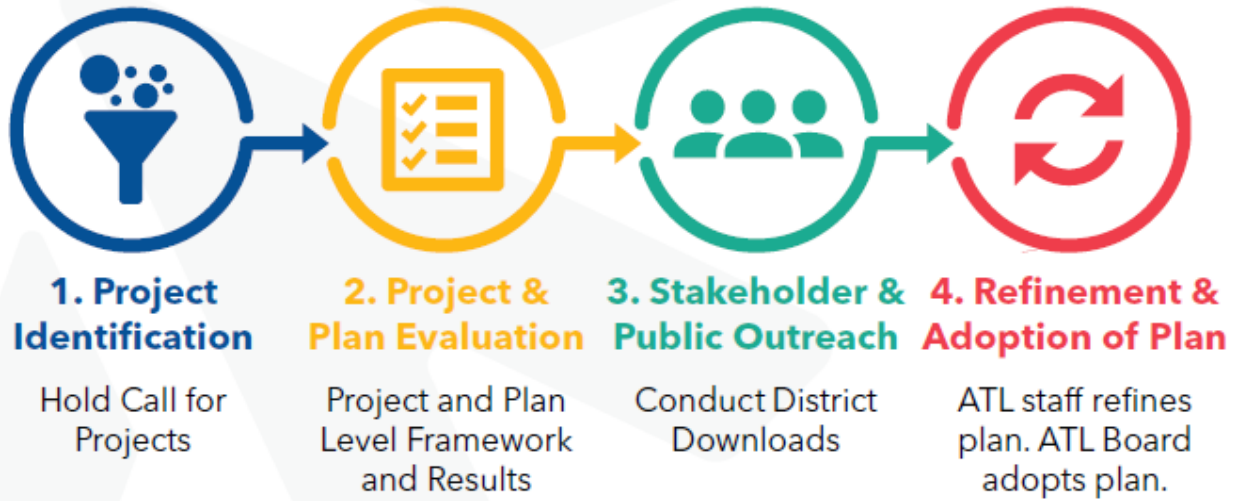 1. Project
Identification
Hold Call for
Projects
2. Project &
Plan Evaluation
Project and Plan
Level Framework
and Results
3. Stakeholder &
Public Outreach
Conduct District
Downloads
4. Refinement &
Adoption of Plan
ATL staff refines
plan. ATL Board
adopts plan.